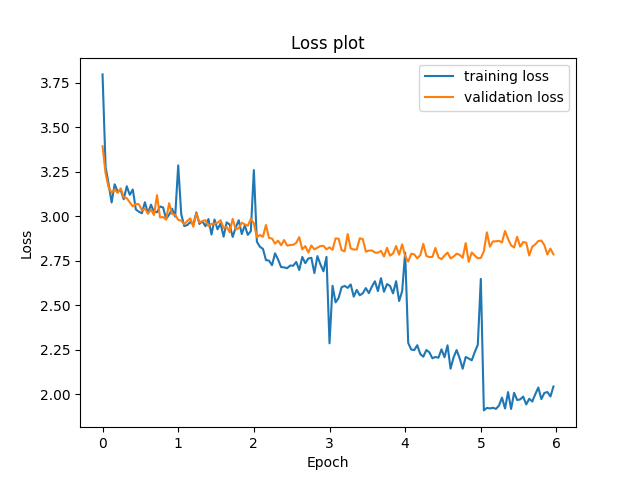 Loss plot
training loss
validation loss
3.75
3.50
3.25
3.00
2.75
2.50
2.25
2.00
Loss
0 1 2 3 4 5 6
Epoch